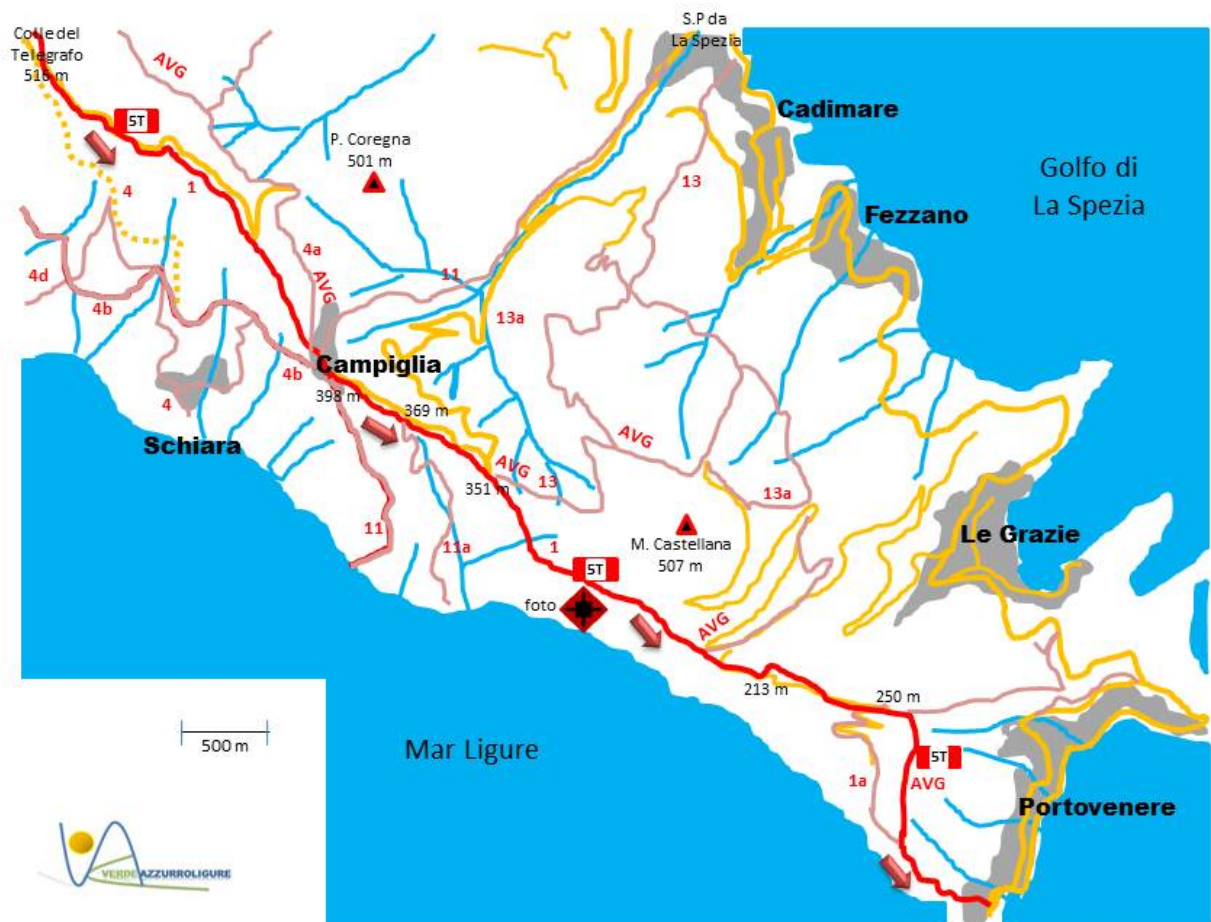 Colle del
Telegrafo
516 m
S.P da
La Spezia
AVG
5T
P. Coregna
501 m
Cadimare
Golfo di
La Spezia
13
4
1
Fezzano
4a
AVG
4d
4b
11
13a
Campiglia
4b
398 m
369 m
4
Schiara
AVG
AVG
13
351 m
13a
11
11a
1
M. Castellana
507 m
Le Grazie
5T
foto
AVG
213 m
250 m
500 m
Mar Ligure
5T
AVG
1a
Portovenere
VERDEAZZURROLIGURE